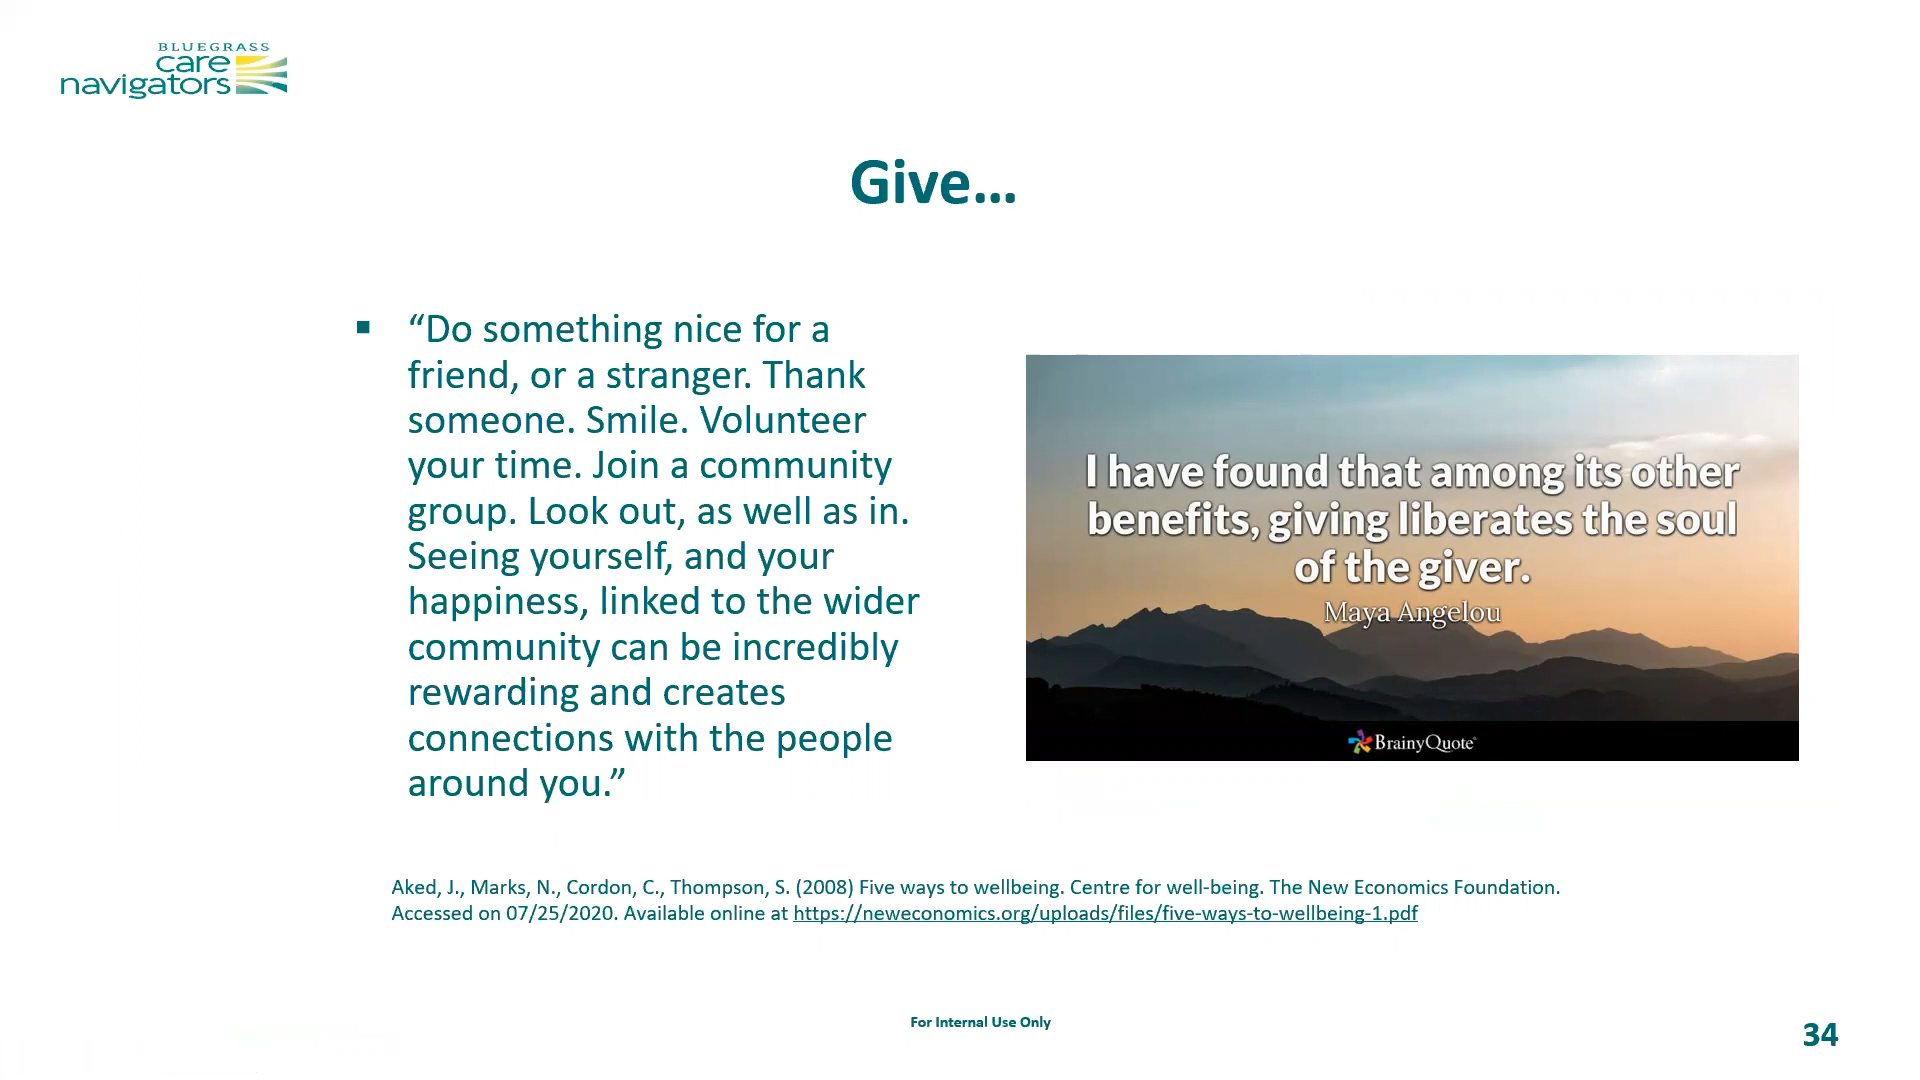 BLUEGRASS
care
navigators
Give…
▪ “Do something nice for a
friend, or a stranger. Thank
someone. Smile. Volunteer
your time. Join a community
group. Look out, as well as in.
Seeing yourself, and your
happiness, linked to the wider
community can be incredibly
rewarding and creates
connections with the people
around you.”
I have found that among its other
benefits, giving liberates the soul
of the giver.
Maya Angelou
BrainyQuote®
Aked, J., Marks, N., Cordon, C., Thompson, S. (2008) Five ways to wellbeing. Centre for well-being. The New Economics Foundation.
Accessed on 07/25/2020. Available online at https://neweconomics.org/uploads/files/five-ways-to-wellbeing-1.pdf
For Internal Use Only
34